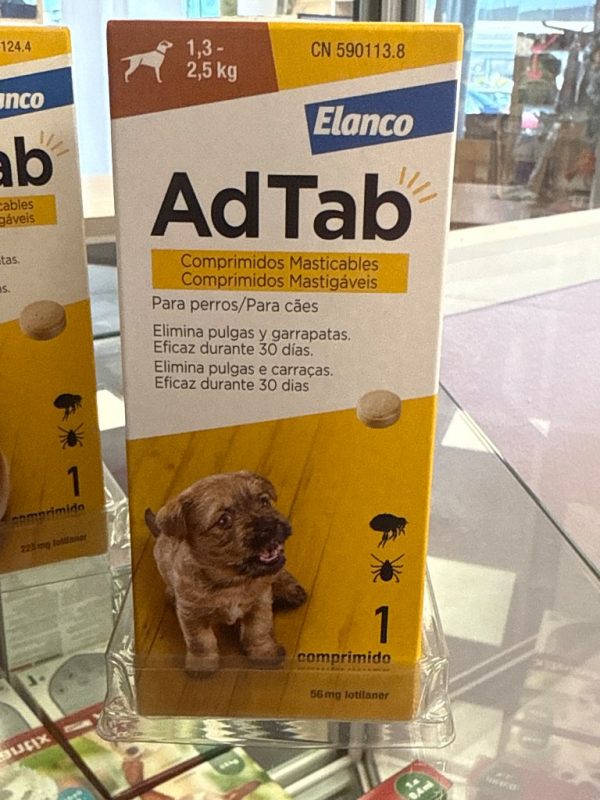 124.4
anco
ab
cables
gáveis
tas.
s.
1
comprimido
225 mg lotilaner
1,3 -
2,5 kg
CN 590113.8
Elanco
AdTab
Comprimidos Masticables
Comprimidos Mastigáveis
Para perros/Para cães
Elimina pulgas y garrapatas.
Eficaz durante 30 días.
Elimina pulgas e carraças.
Eficaz durante 30 dias
1
comprimido
56 mg lotilaner